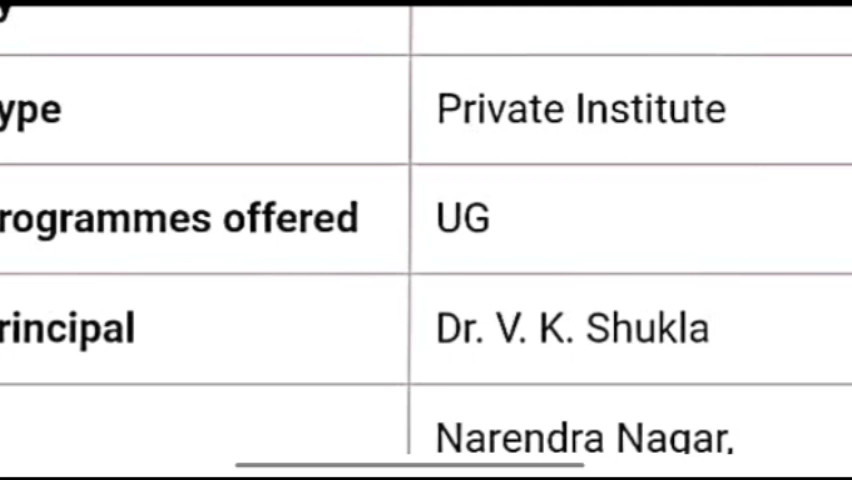 ype Private Institute
rogrammes offered UG
rincipal Dr. V. K. Shukla
Narendra Nagar,